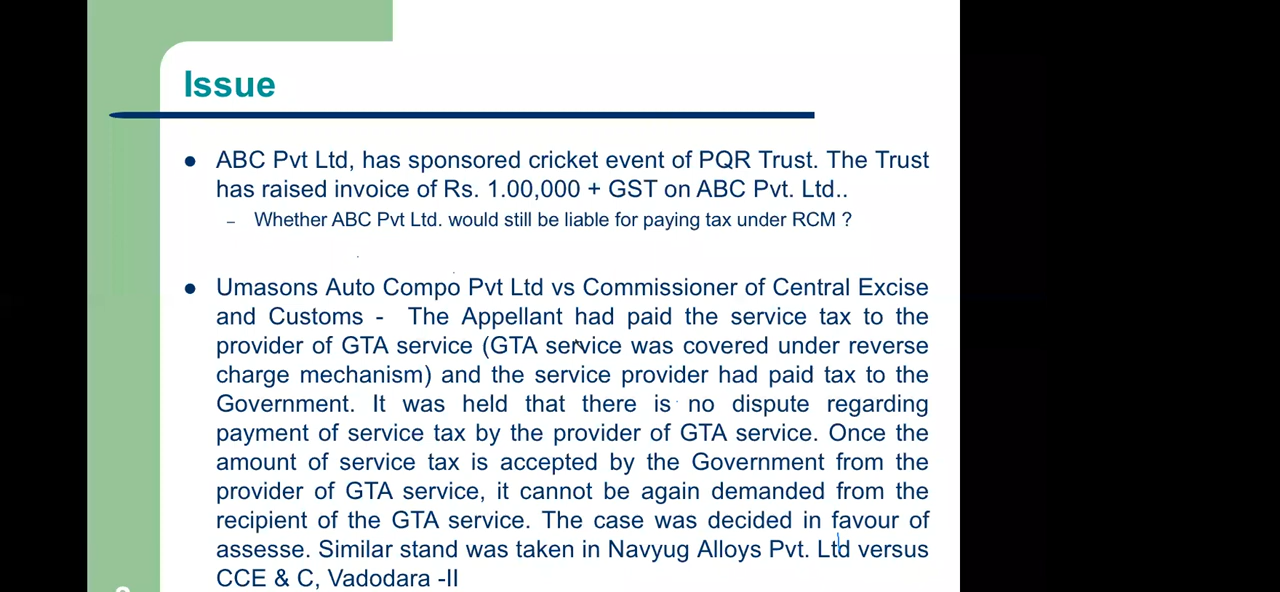 Issue
● ABC Pvt Ltd, has sponsored cricket event of PQR Trust. The Trust
has raised invoice of Rs. 1.00,000 + GST on ABC Pvt. Ltd..
– Whether ABC Pvt Ltd. would still be liable for paying tax under RCM ?
● Umasons Auto Compo Pvt Ltd vs Commissioner of Central Excise
and Customs - The Appellant had paid the service tax to the
provider of GTA service (GTA service was covered under reverse
charge mechanism) and the service provider had paid tax to the
Government. It was held that there is no dispute regarding
payment of service tax by the provider of GTA service. Once the
amount of service tax is accepted by the Government from the
provider of GTA service, it cannot be again demanded from the
recipient of the GTA service. The case was decided in favour of
assesse. Similar stand was taken in Navyug Alloys Pvt. Ltd versus
CCE & C, Vadodara -II